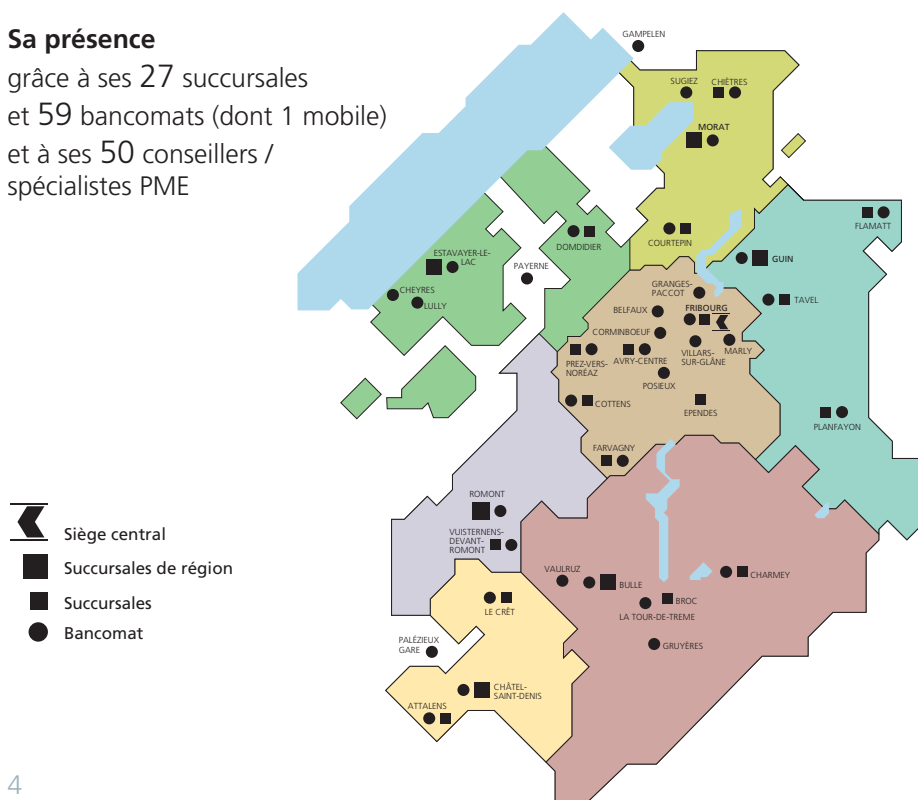 Sa présence
grâce à ses 27 succursales
et 59 bancomats (dont 1 mobile)
et à ses 50 conseillers /
spécialistes PME
GAMPELEN
SUGIEZ
CHIÈTRES
MORAT
FLAMATT
COURTEPIN
DOMDIDIER
ESTAVAYER-LE-
LAC
PAYERNE
GUIN
CHEYRES
LULLY
GRANGES-
PACCOT
TAVEL
BELFAUX
FRIBOURG
CORMINBOEUF
PREZ-VERS-
NORÉAZ
AVRY-CENTRE
VILLARS-
SUR-GLÂNE
MARLY
POSIEUX
COTTENS
EPENDES
PLANFAYON
FARVAGNY
ROMONT
VUISTERNENS-
DEVANT-
ROMONT
Siège central
Succursales de région
Succursales
Bancomat
VAULRUZ
BULLE
CHARMEY
LE CRÊT
BROC
LA TOUR-DE-TREME
PALÉZIEUX
GARE
GRUYÈRES
CHÂTEL-
SAINT-DENIS
ATTALENS
4